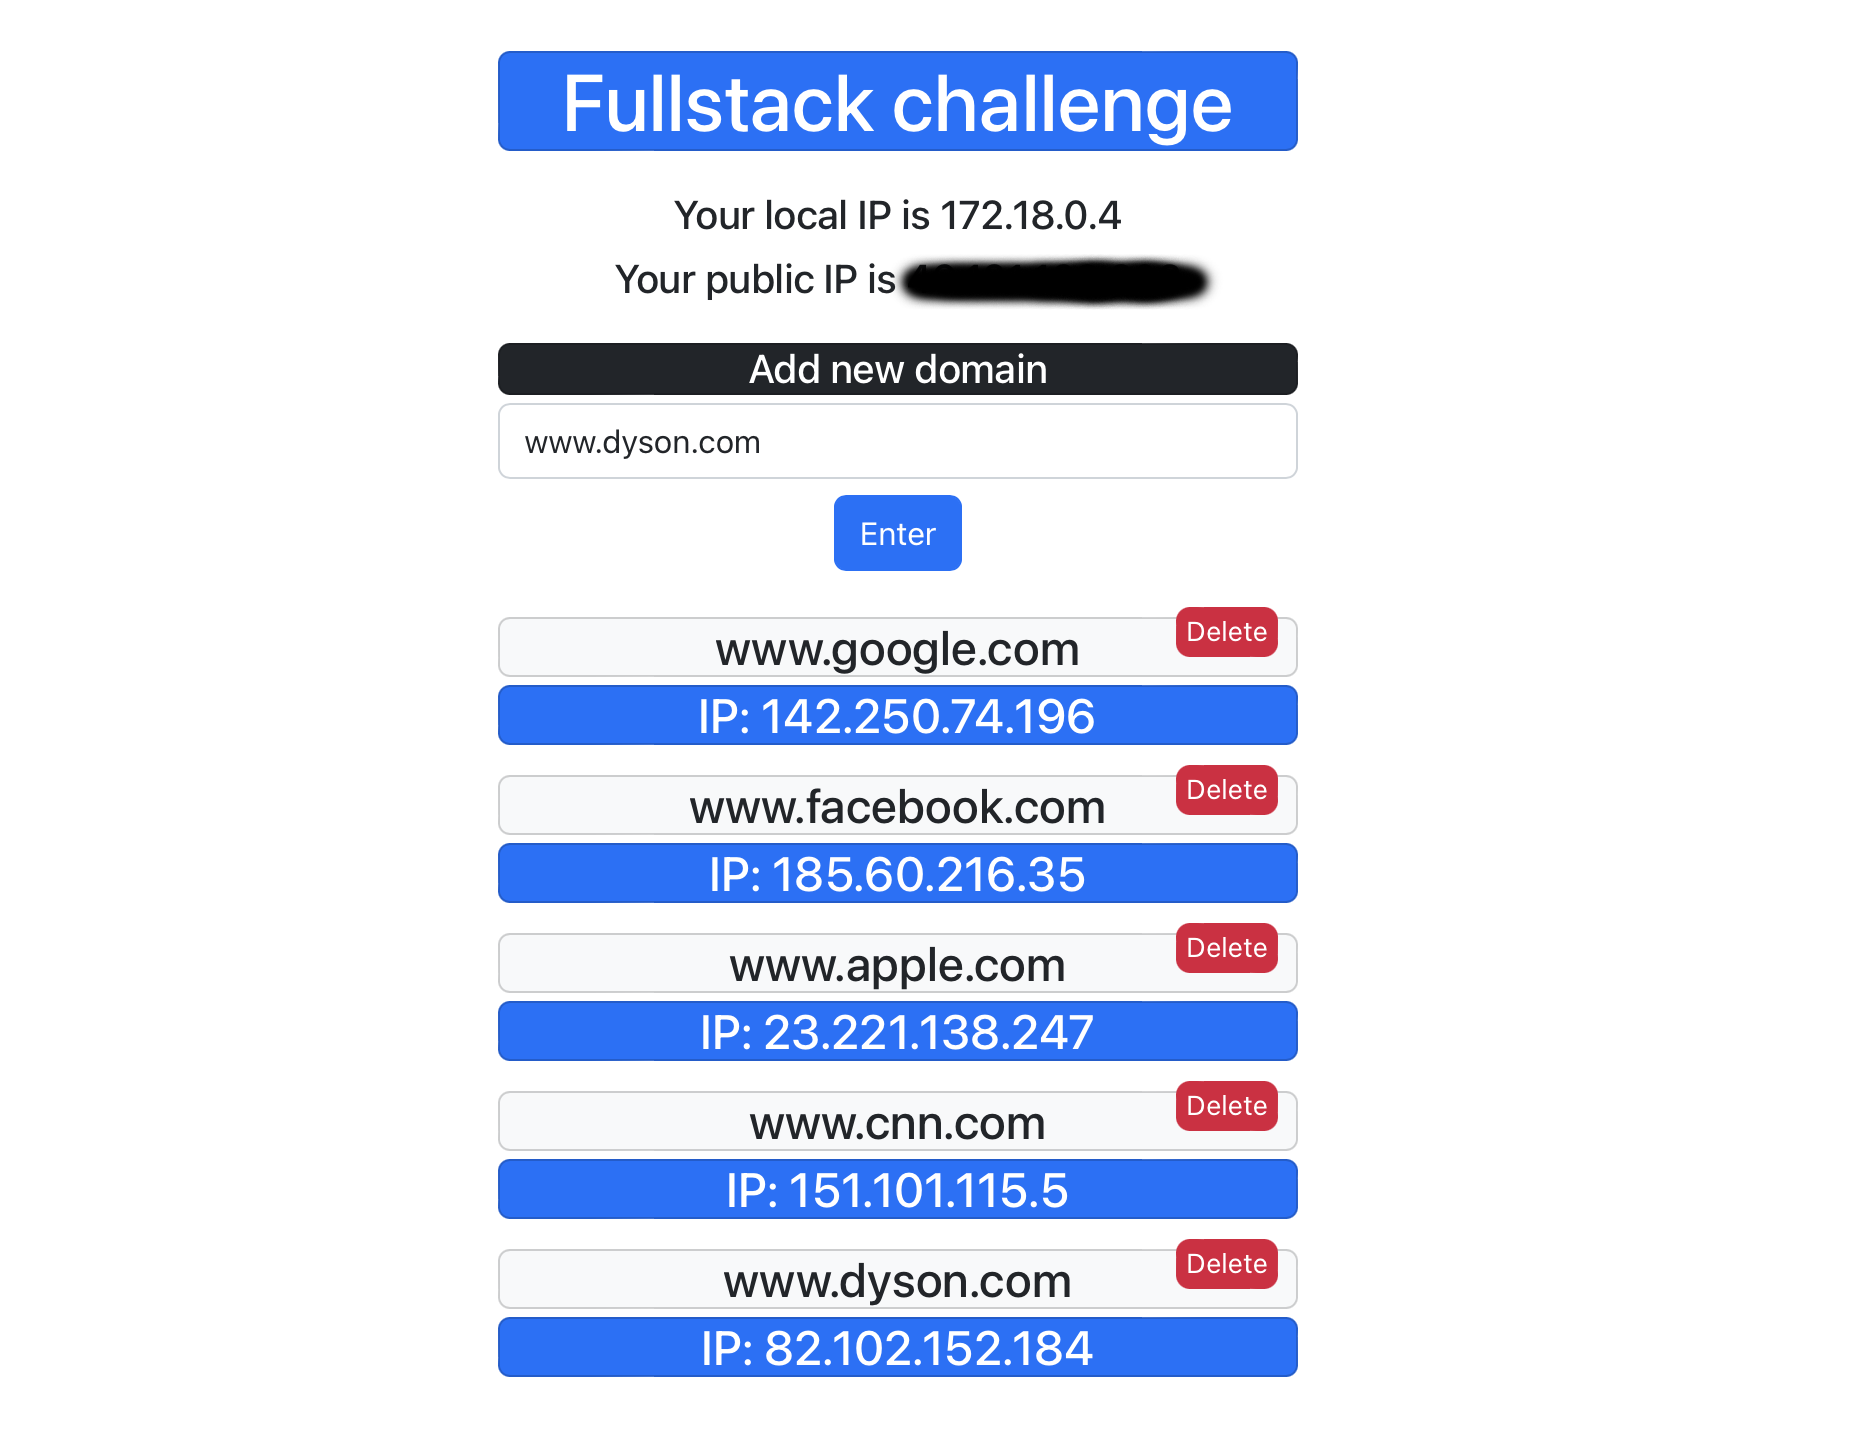 Fullstack challenge
Your local IP is 172.18.0.4
Your public IP is
Add new domain
www.dyson.com
Enter
www.google.com
Delete
IP: 142.250.74.196
www.facebook.com
Delete
IP: 185.60.216.35
www.apple.com
Delete
IP: 23.221.138.247
www.cnn.com
Delete
IP: 151.101.115.5
www.dyson.com
Delete
IP: 82.102.152.184